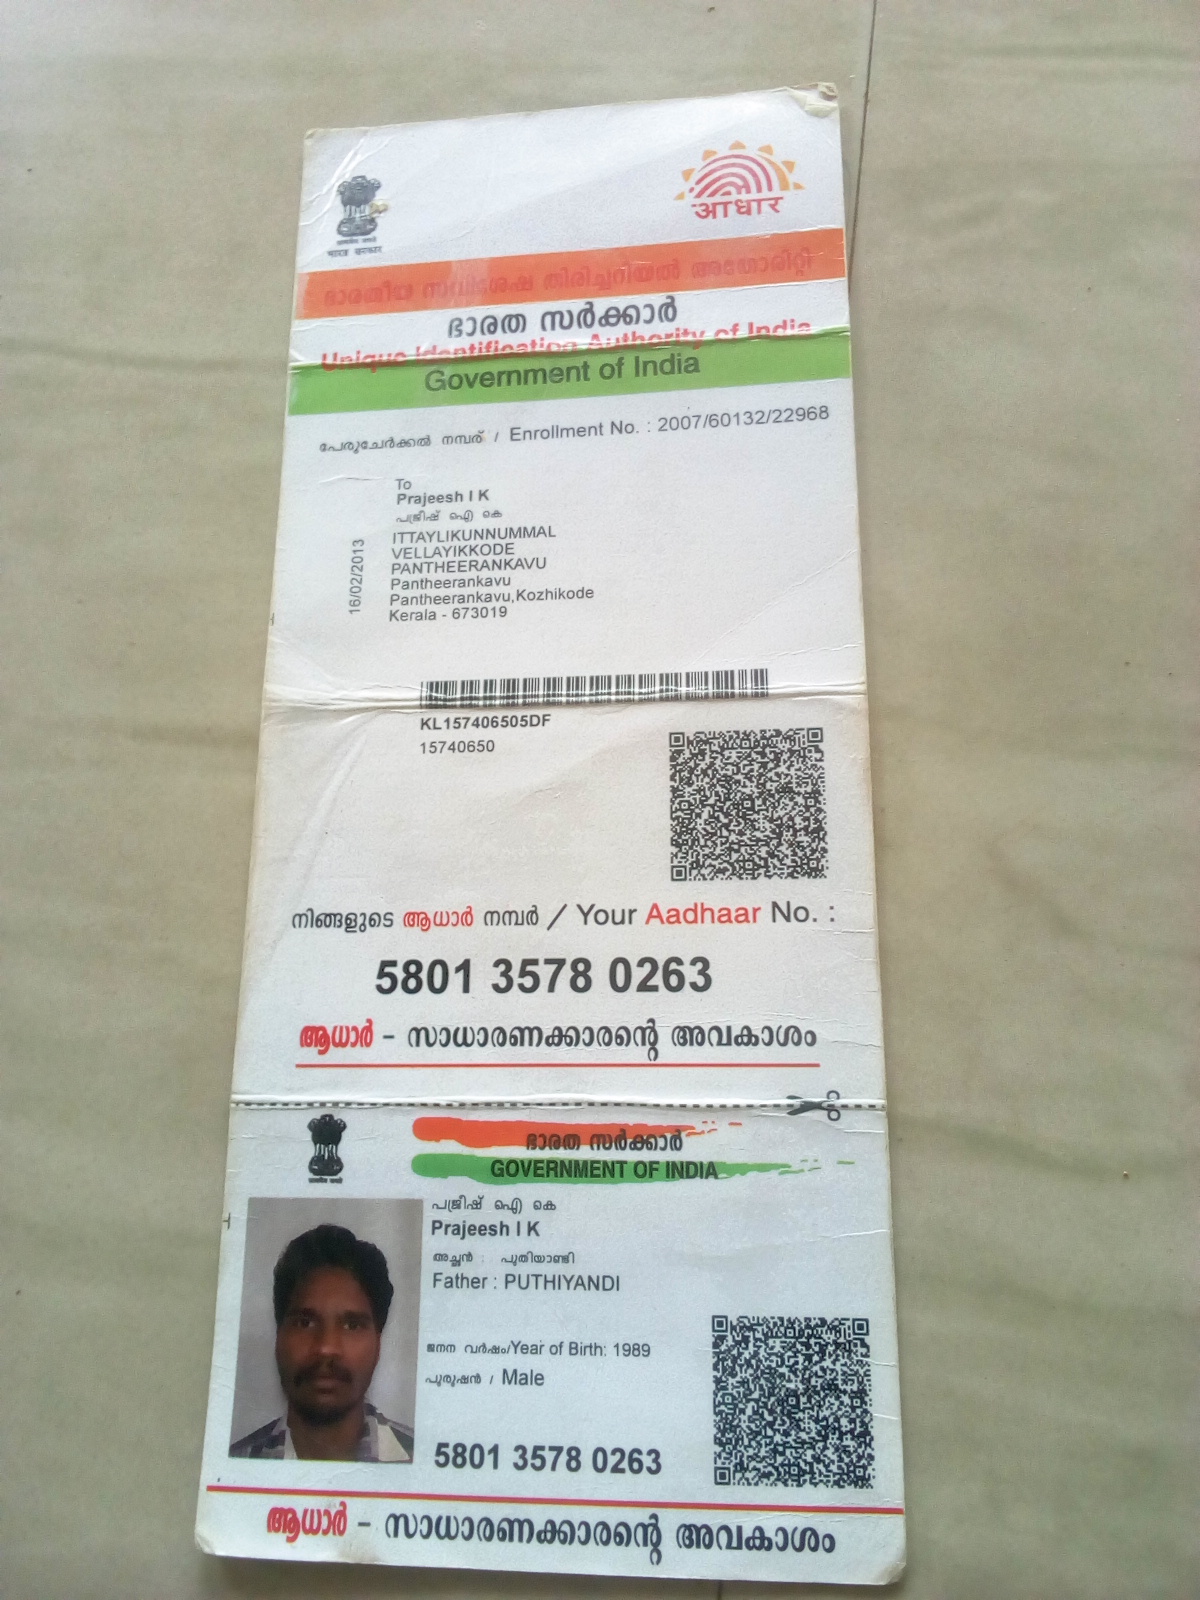 आधार
भारत सरकार
ഭാരതീയ സവിശേഷ തിരിച്ചറിയൽ അതോരിറ്റി
ഭാരത സർക്കാർ
Unique Identification Authority of India
Government of India
പേരുചേർക്കൽ നമ്പര് / Enrollment No. : 2007/60132/22968
To
Prajeesh I K
പ്രജീഷ് ഐ കെ
ITTAYLIKUNNUMMAL
VELLAYIKKODE
PANTHEERANKAVU
Pantheerankavu
Pantheerankavu,Kozhikode
Kerala - 673019
16/02/2013
KL157406505DF
15740650
നിങ്ങളുടെ ആധാർ നമ്പർ / Your Aadhaar No. :
5801 3578 0263
ആധാർ - സാധാരണക്കാരന്റെ അവകാശം
ഭാരത സർക്കാർ
GOVERNMENT OF INDIA
പ്രജീഷ് ഐ കെ
Prajeesh I K
അച്ഛൻ : പുതിയാണ്ടി
Father : PUTHIYANDI
ജനന വർഷം/Year of Birth: 1989
പുരുഷൻ / Male
5801 3578 0263
ആധാർ - സാധാരണക്കാരന്റെ അവകാശം